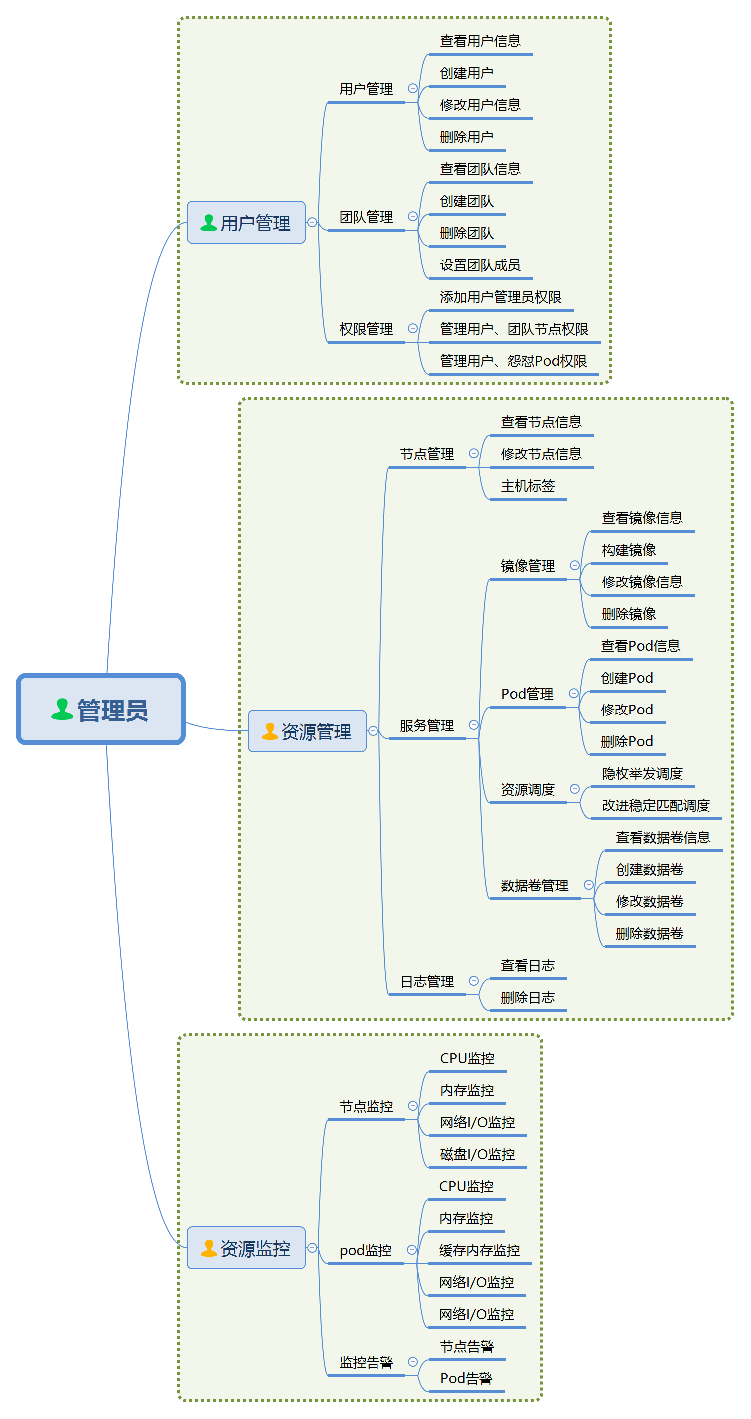 管理员
用户管理
用户管理
查看用户信息
创建用户
修改用户信息
删除用户
团队管理
查看团队信息
创建团队
删除团队
设置团队成员
权限管理
添加用户管理员权限
管理用户、团队节点权限
管理用户、怨怼Pod权限
资源管理
节点管理
查看节点信息
修改节点信息
主机标签
服务管理
镜像管理
查看镜像信息
构建镜像
修改镜像信息
删除镜像
Pod管理
查看Pod信息
创建Pod
修改Pod
删除Pod
资源调度
隐枚举发调度
改进稳定匹配调度
数据卷管理
查看数据卷信息
创建数据卷
修改数据卷
删除数据卷
日志管理
查看日志
删除日志
资源监控
节点监控
CPU监控
内存监控
网络I/O监控
磁盘I/O监控
pod监控
CPU监控
内存监控
缓存内存监控
网络I/O监控
网络I/O监控
监控告警
节点告警
Pod告警